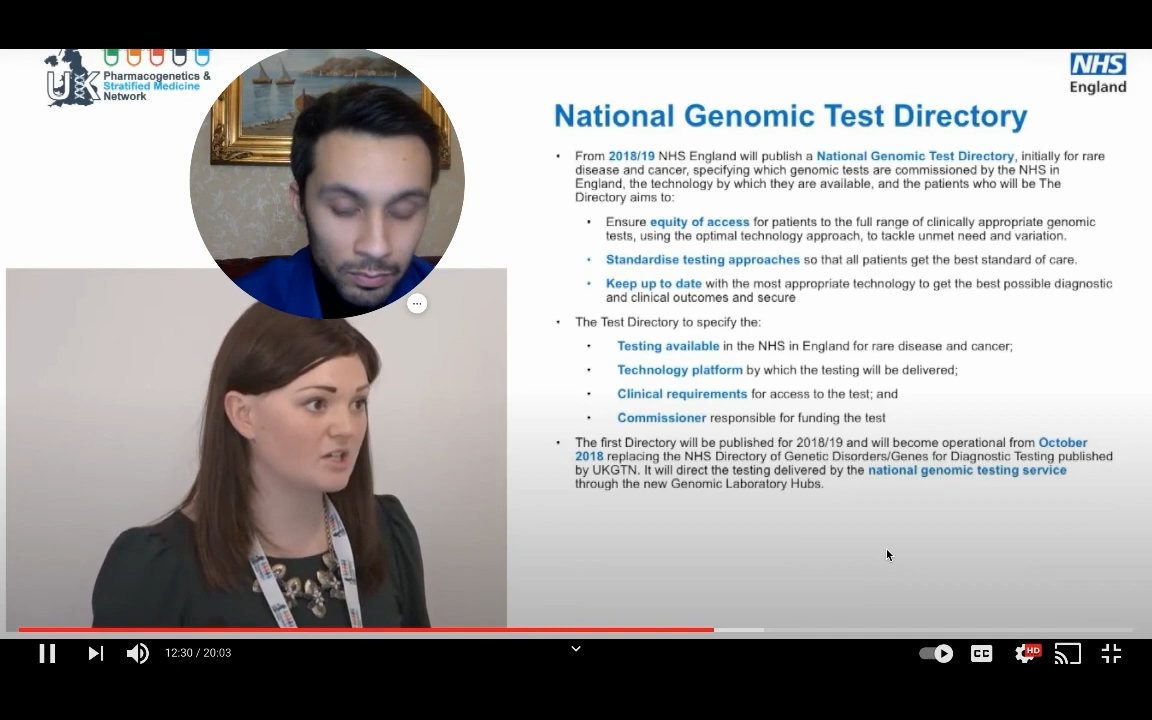 UK
Pharmacogenetics &
Stratified Medicine
Network
NHS
England
National Genomic Test Directory
• From 2018/19 NHS England will publish a National Genomic Test Directory, initially for rare
disease and cancer, specifying which genomic tests are commissioned by the NHS in
England, the technology by which they are available, and the patients who will be The
Directory aims to:
• Ensure equity of access for patients to the full range of clinically appropriate genomic
tests, using the optimal technology approach, to tackle unmet need and variation.
• Standardise testing approaches so that all patients get the best standard of care.
• Keep up to date with the most appropriate technology to get the best possible diagnostic
and clinical outcomes and secure
• The Test Directory to specify the:
• Testing available in the NHS in England for rare disease and cancer;
• Technology platform by which the testing will be delivered;
• Clinical requirements for access to the test; and
• Commissioner responsible for funding the test
• The first Directory will be published for 2018/19 and will become operational from October
2018 replacing the NHS Directory of Genetic Disorders/Genes for Diagnostic Testing published
by UKGTN. It will direct the testing delivered by the national genomic testing service
through the new Genomic Laboratory Hubs.
12:30 / 20:03
CC
HD